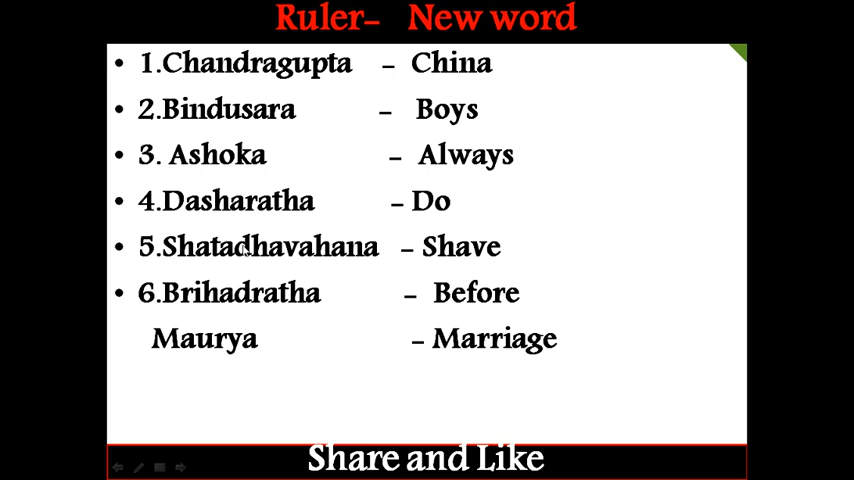 Ruler- New word
• 1.Chandragupta – China
• 2.Bindusara – Boys
• 3. Ashoka – Always
• 4.Dasharatha – Do
• 5.Shatadhavahana – Shave
• 6.Brihadratha – Before
Maurya – Marriage
Share and Like